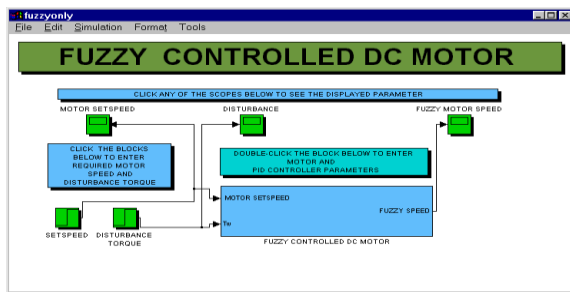 fuzzyonly
File Edit Simulation Format Tools
FUZZY CONTROLLED DC MOTOR
CLICK ANY OF THE SCOPES BELOW TO SEE THE DISPLAYED PARAMETER
MOTOR SETSPEED
DISTURBANCE
FUZZY MOTOR SPEED
CLICK THE BLOCKS
BELOW TO ENTER
REQUIRED MOTOR
SPEED AND
DISTURBANCE TORQUE
DOUBLE-CLICK THE BLOCK BELOW TO ENTER
MOTOR AND
PID CONTROLLER PARAMETERS
MOTOR SETSPEED
FUZZY SPEED
Tw
SETSPEED
DISTURBANCE
TORQUE
FUZZY CONTROLLED DC MOTOR